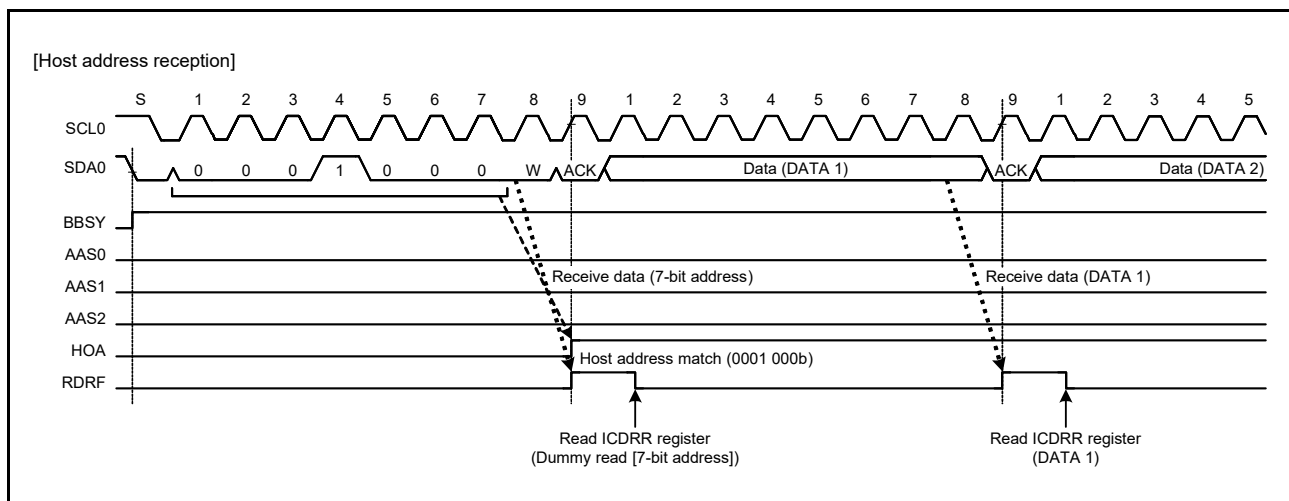 [Host address reception]
S 1 2 3 4 5 6 7 8 9 1 2 3 4 5 6 7 8 9 1 2 3 4 5
SCL0
SDA0 0 0 0 1 0 0 0 W ACK Data (DATA 1) ACK Data (DATA 2)
BBSY
AAS0
Receive data (7-bit address) Receive data (DATA 1)
AAS1
AAS2
HOA
Host address match (0001 000b)
RDRF
Read ICDRR register Read ICDRR register
(Dummy read [7-bit address]) (DATA 1)